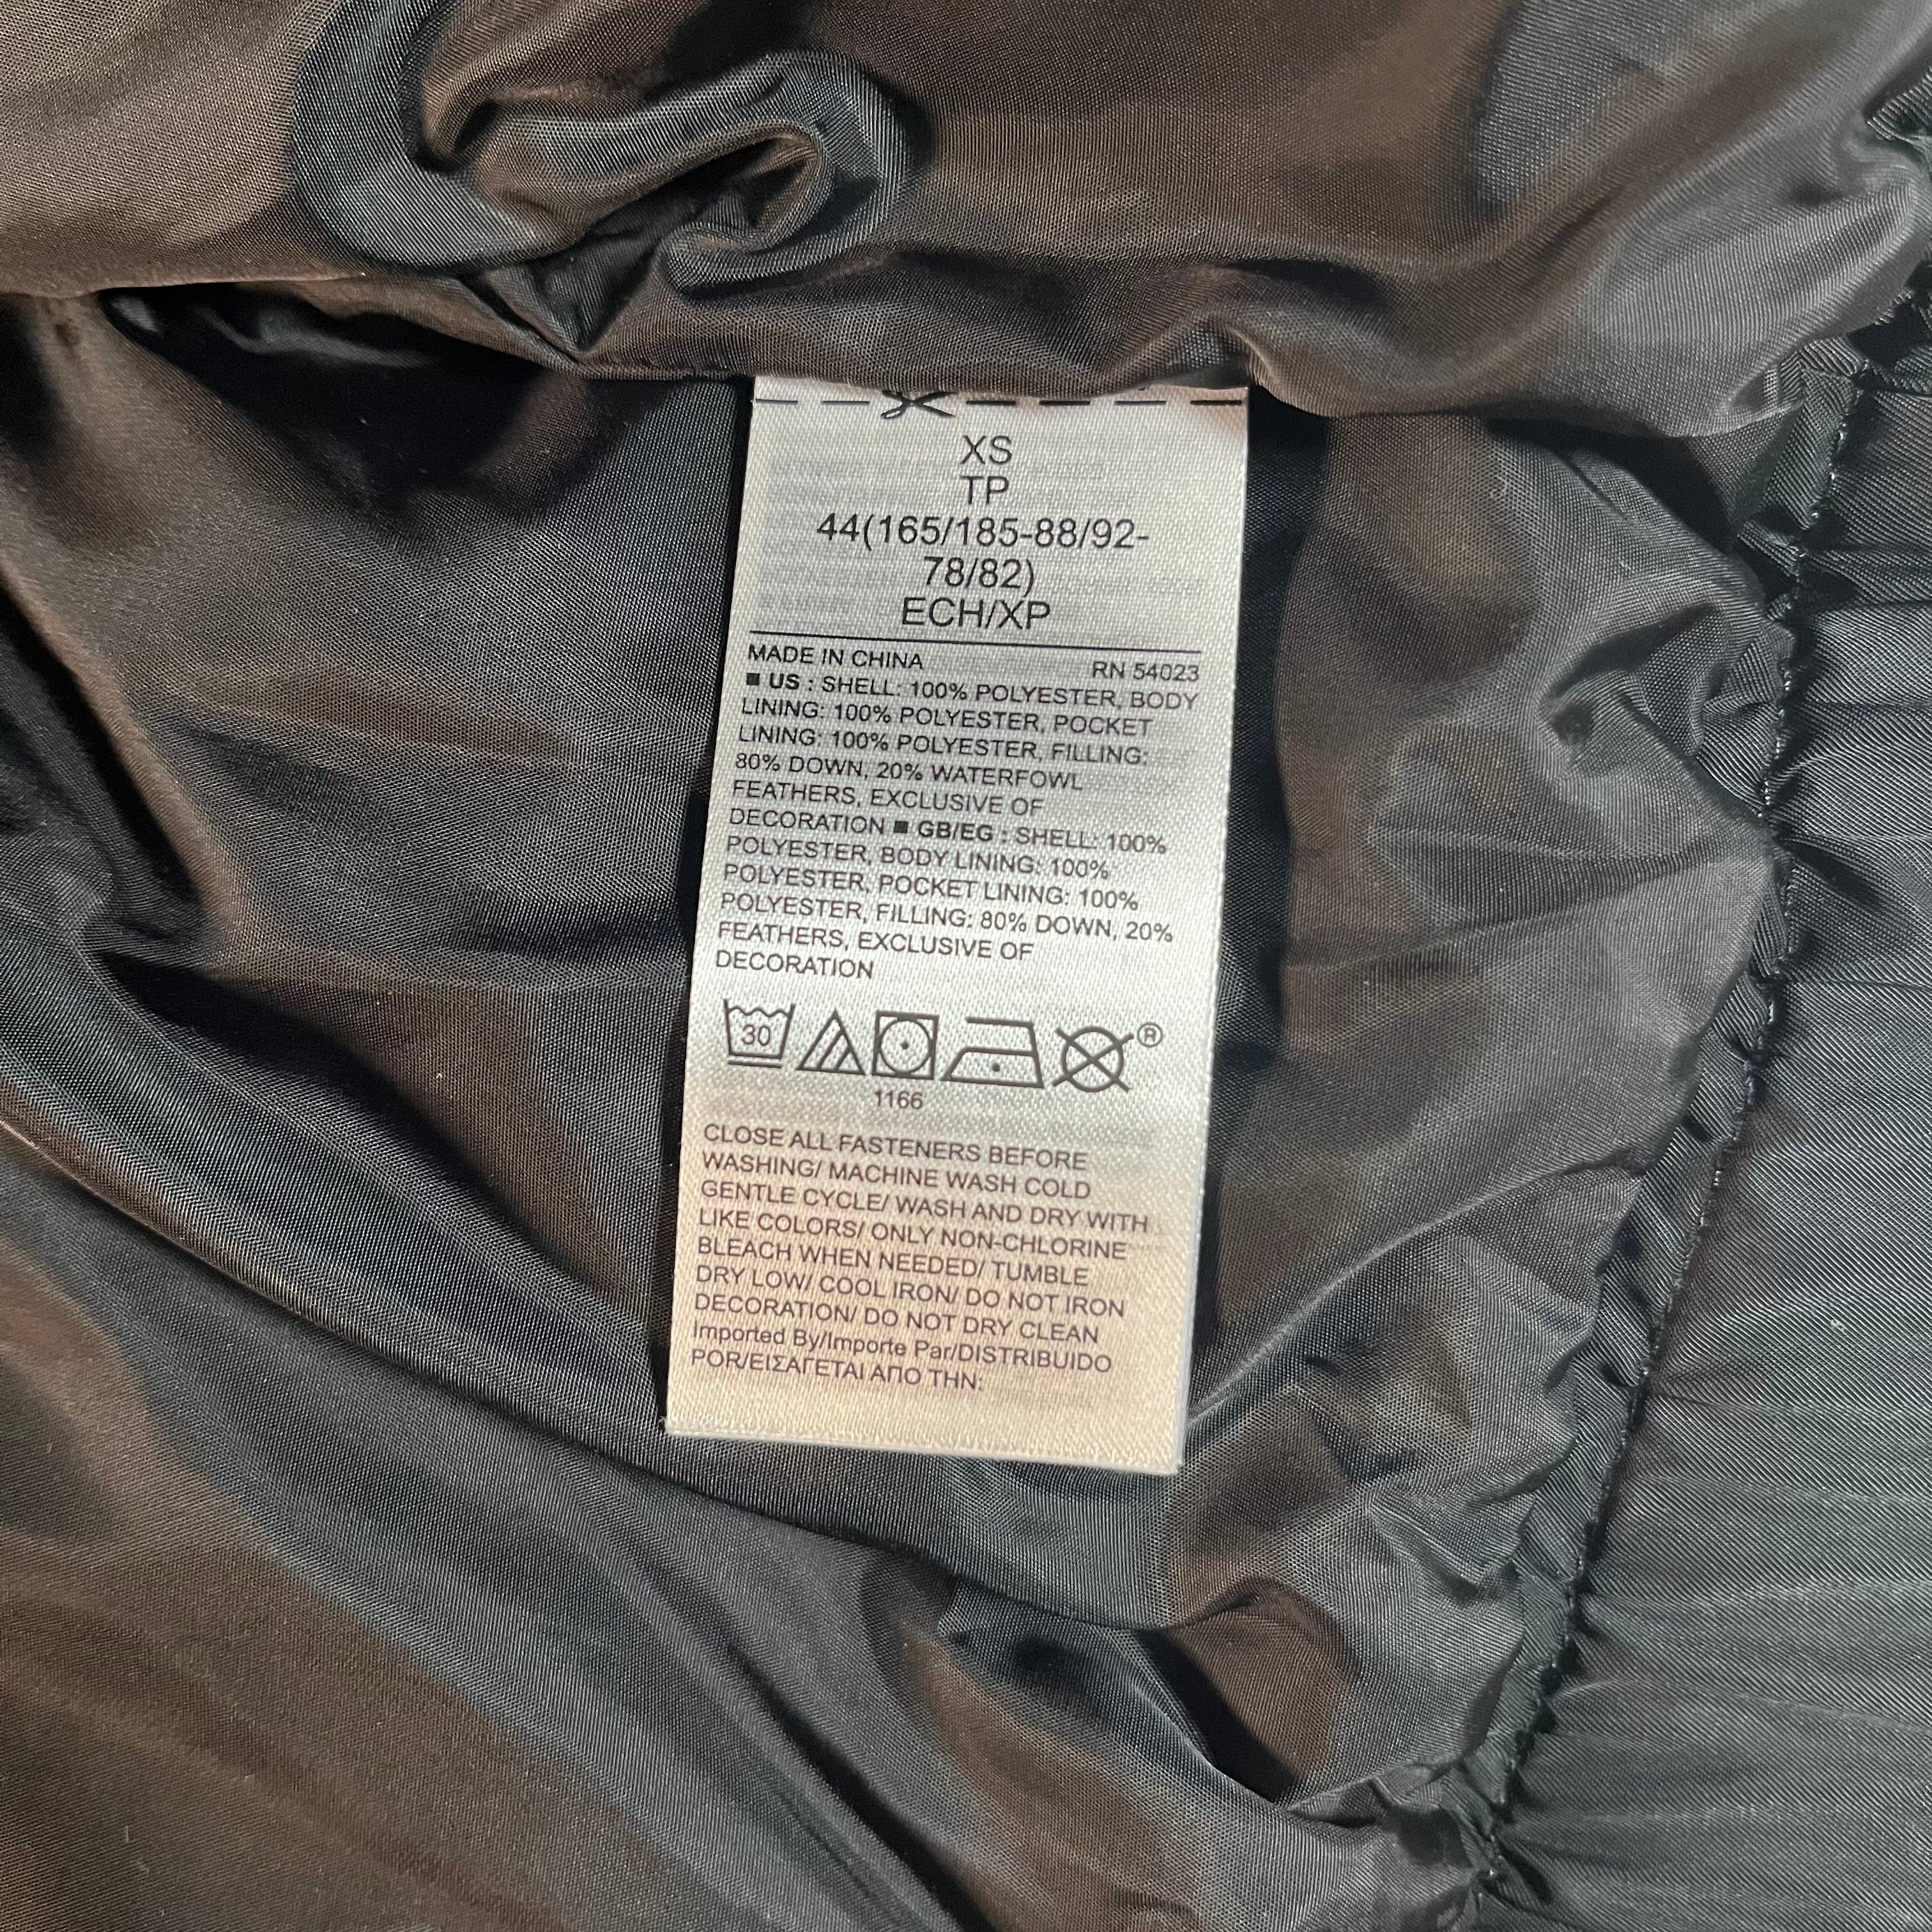 XS
TP
44(165/185-88/92-
78/82)
ECH/XP
MADE IN CHINA RN 54023
■ US : SHELL: 100% POLYESTER, BODY
LINING: 100% POLYESTER, POCKET
LINING: 100% POLYESTER, FILLING:
80% DOWN, 20% WATERFOWL
FEATHERS, EXCLUSIVE OF
DECORATION ■ GB/EG : SHELL: 100%
POLYESTER, BODY LINING: 100%
POLYESTER, POCKET LINING: 100%
POLYESTER, FILLING: 80% DOWN, 20%
FEATHERS, EXCLUSIVE OF
DECORATION
30 ®
1166
CLOSE ALL FASTENERS BEFORE
WASHING/ MACHINE WASH COLD
GENTLE CYCLE/ WASH AND DRY WITH
LIKE COLORS/ ONLY NON-CHLORINE
BLEACH WHEN NEEDED/ TUMBLE
DRY LOW/ COOL IRON/ DO NOT IRON
DECORATION/ DO NOT DRY CLEAN
Imported By/Importe Par/DISTRIBUIDO
POR/ΕΙΣΑΓΕΤΑΙ ΑΠΟ ΤΗΝ: